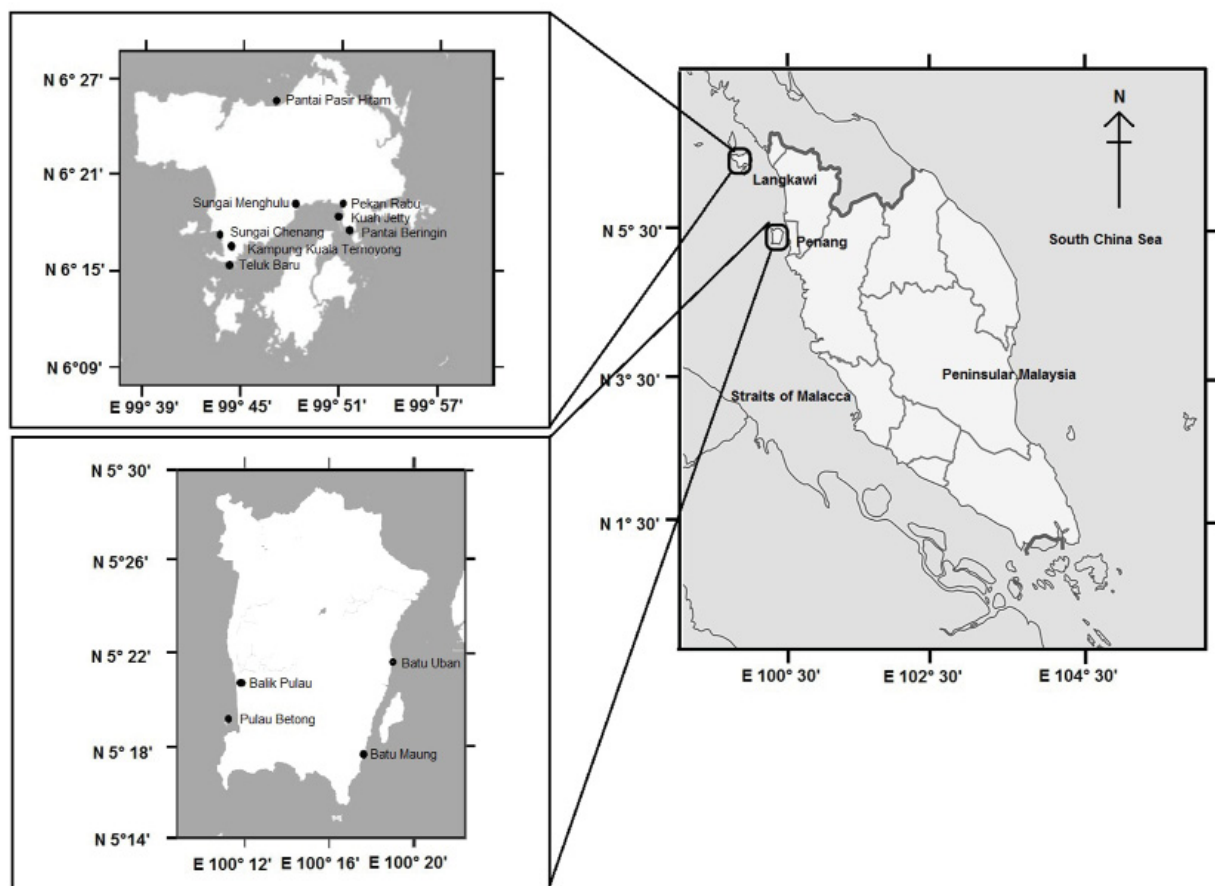 N 6° 27'
N 6° 21'
N 6° 15'
N 6°09'
Pantai Pasir Hitam
Sungai Menghulu
Pekan Rabu
Kuah Jetty
Sungai Chenang
Pantai Beringin
Kampung Kuala Temoyong
Teluk Baru
E 99° 39' E 99°45' E 99°51' E 99°57'
N 5° 30'
N 5°26'
N 5°22'
N 5°18'
N 5°14'
Batu Uban
Balik Pulau
Pulau Betong
Batu Maung
E 100° 12' E 100° 16' E 100° 20'
N
Langkawi
N 5° 30'
Penang
South China Sea
N 3° 30'
Peninsular Malaysia
Straits of Malacca
N 1° 30'
E 100° 30' E 102° 30' E 104° 30'